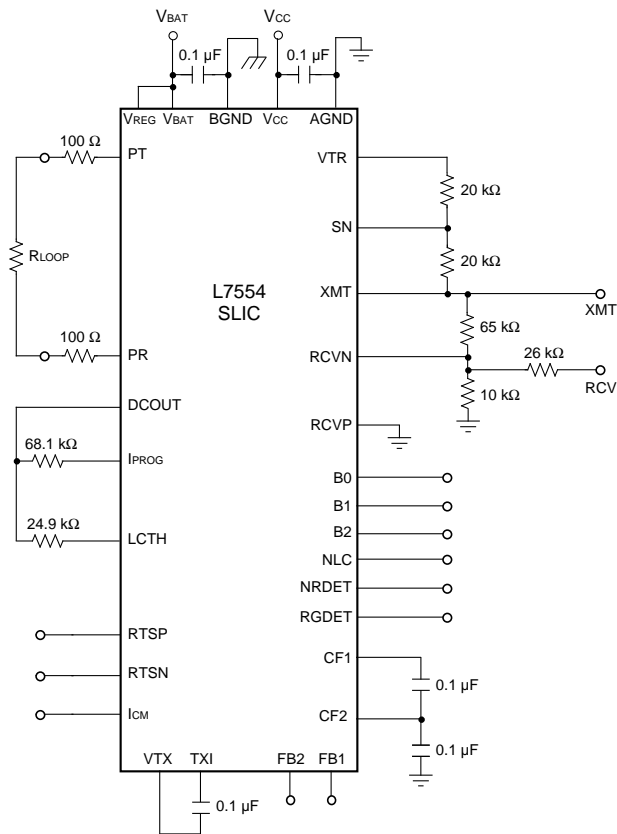 VBAT
VCC
0.1 µF
0.1 µF
VREG
VBAT
BGND
VCC
AGND
100 Ω
PT
VTR
20 kΩ
SN
RLOOP
20 kΩ
L7554
SLIC
XMT
XMT
65 kΩ
100 Ω
PR
RCVN
26 kΩ
RCV
10 kΩ
DCOUT
RCVP
68.1 kΩ
IPROG
B0
B1
24.9 kΩ
LCTH
B2
NLC
NRDET
RGDET
RTSP
CF1
RTSN
0.1 µF
ICM
CF2
0.1 µF
VTX
TXI
FB2
FB1
0.1 µF